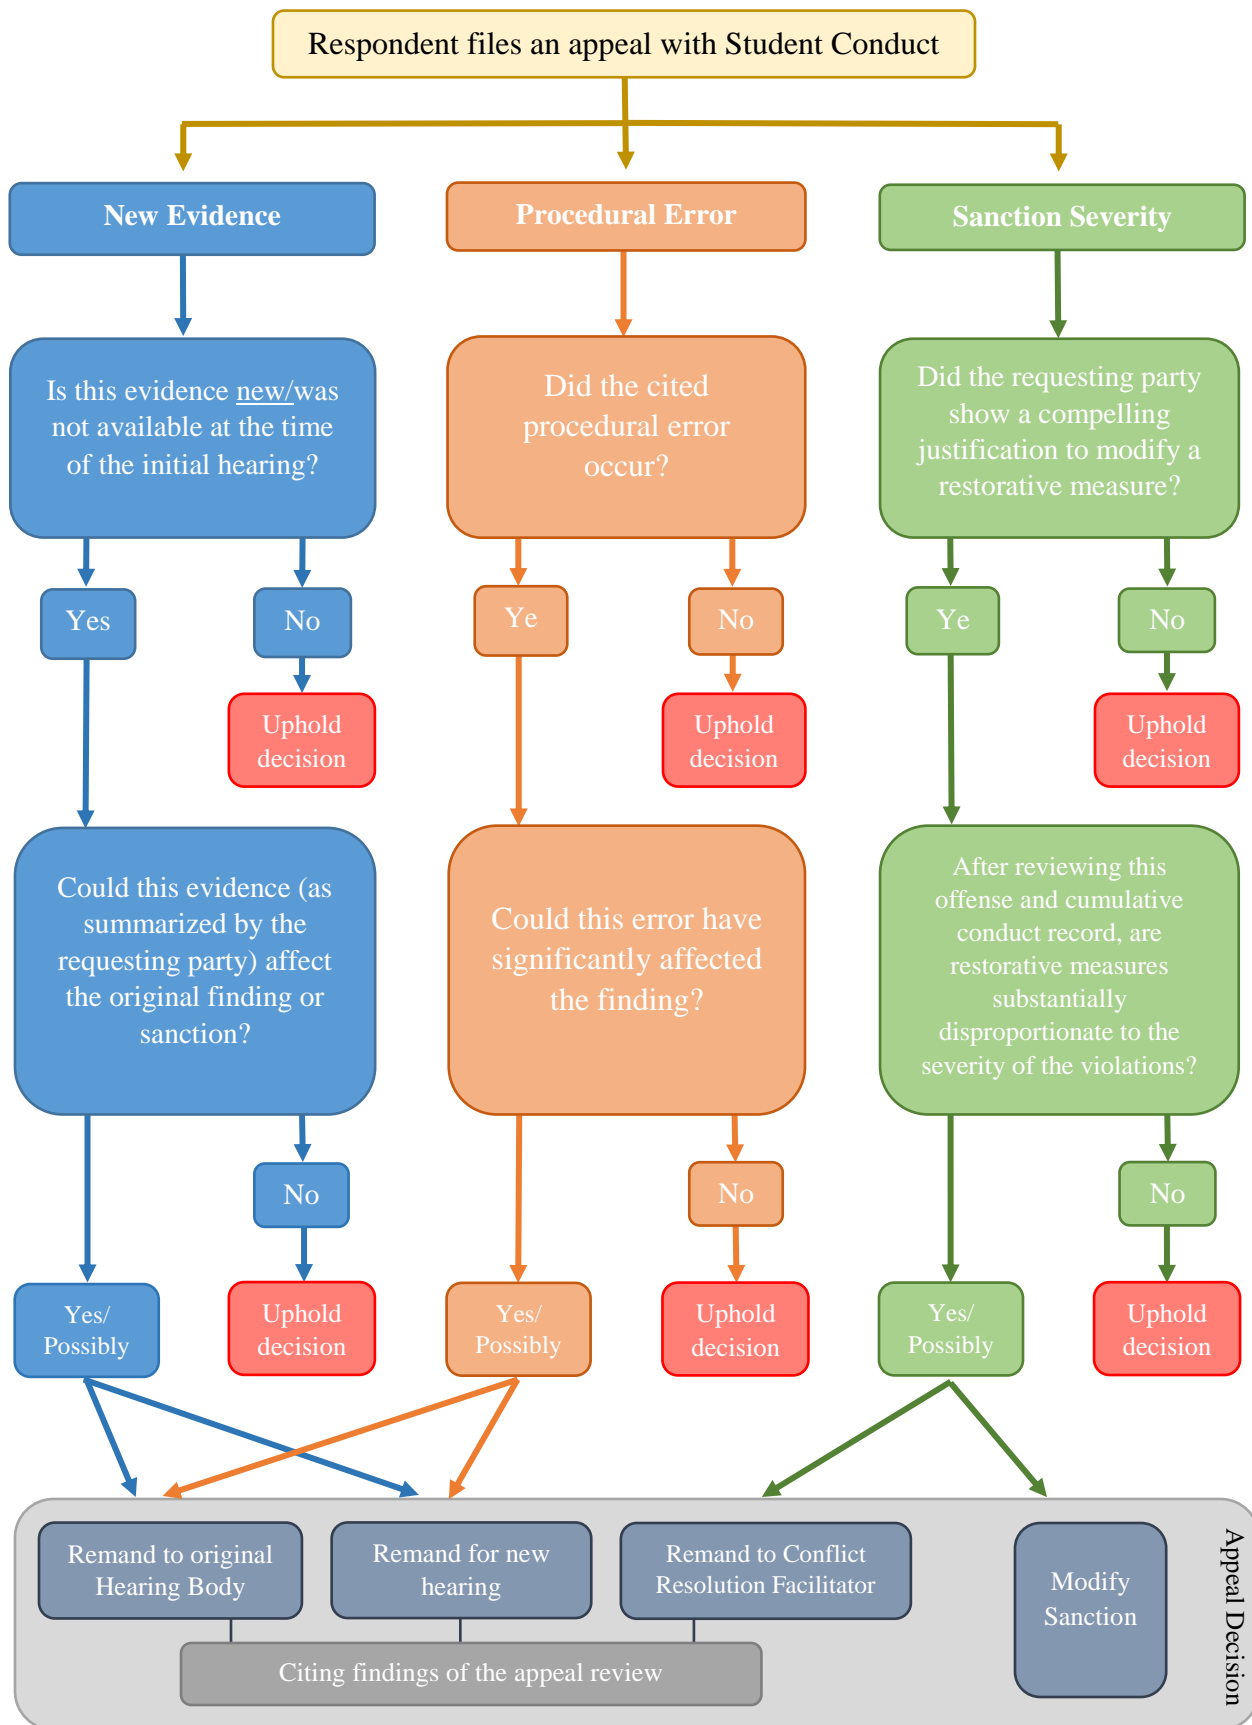 Respondent files an appeal with Student Conduct
New Evidence
Procedural Error
Sanction Severity
Is this evidence new/was
not available at the time
of the initial hearing?
Did the cited
procedural error
occur?
Did the requesting party
show a compelling
justification to modify a
restorative measure?
Yes
No
Ye
No
Ye
No
Uphold
decision
Uphold
decision
Uphold
decision
Could this evidence (as
summarized by the
requesting party) affect
the original finding or
sanction?
Could this error have
significantly affected
the finding?
After reviewing this
offense and cumulative
conduct record, are
restorative measures
substantially
disproportionate to the
severity of the violations?
No
No
No
Yes/
Possibly
Uphold
decision
Yes/
Possibly
Uphold
decision
Yes/
Possibly
Uphold
decision
Remand to original
Hearing Body
Remand for new
hearing
Remand to Conflict
Resolution Facilitator
Modify
Sanction
Appeal Decision
Citing findings of the appeal review